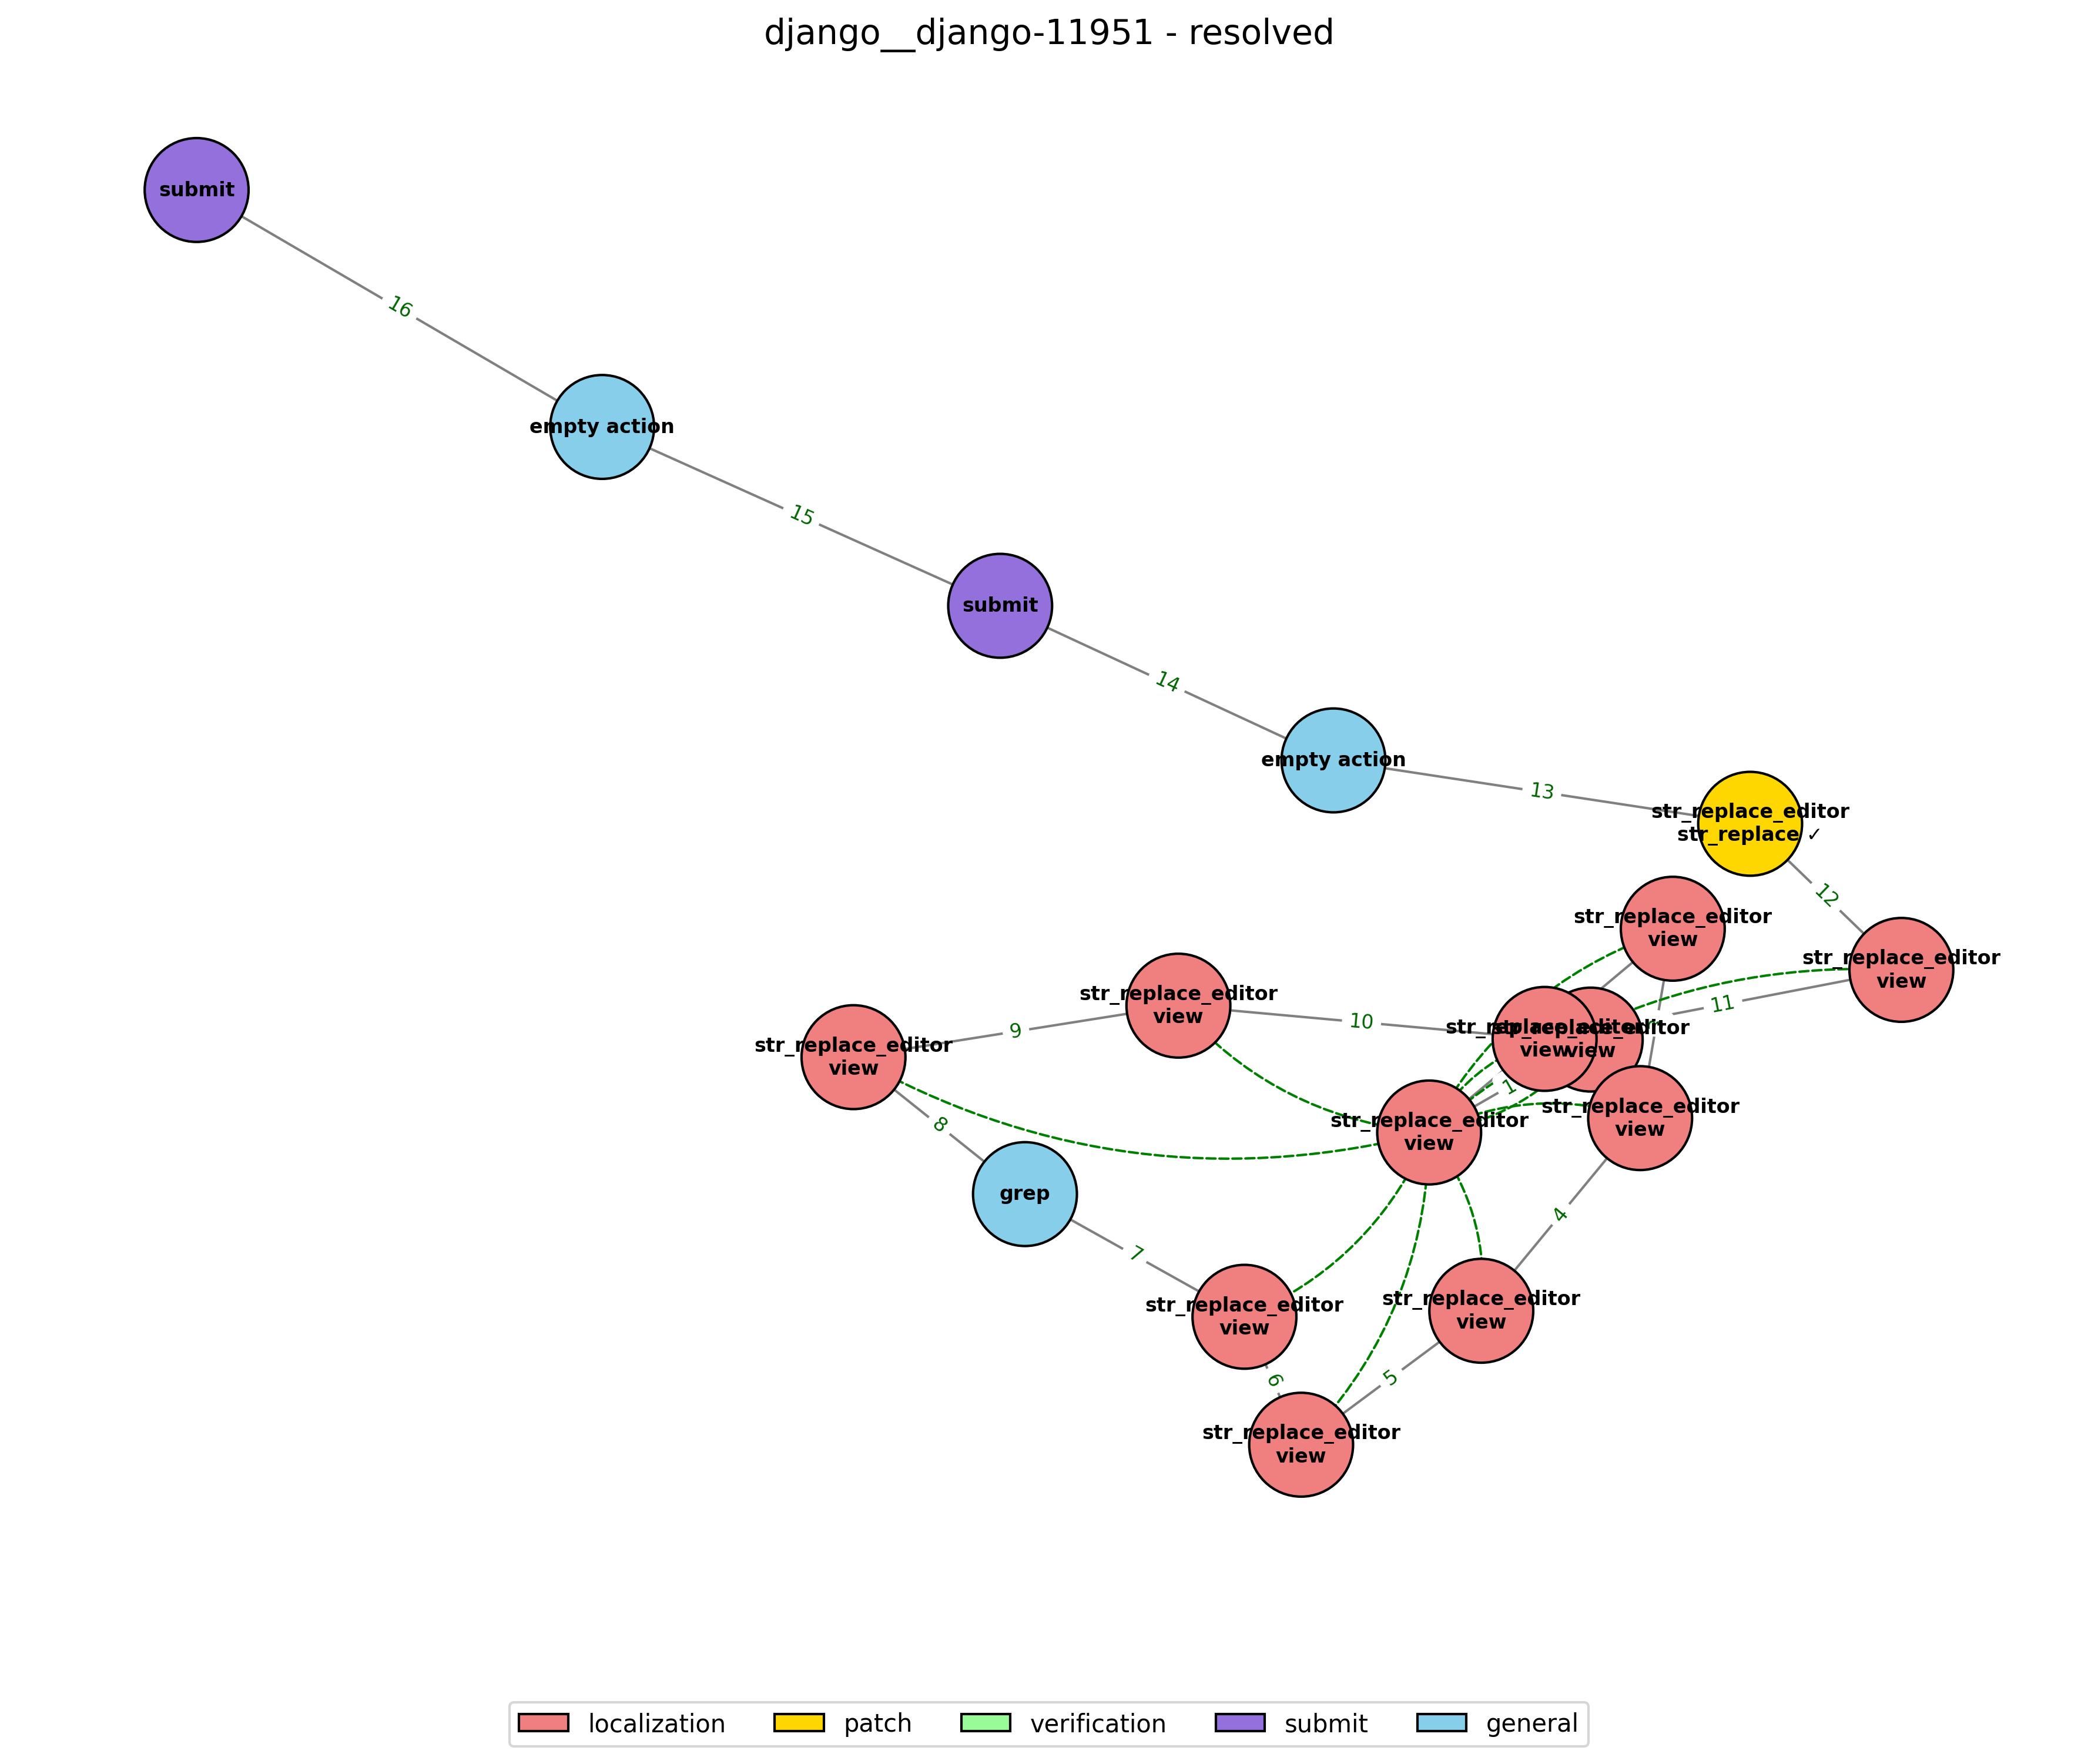 django__django-11951 - resolved
submit
16
empty action
15
submit
14
empty action
13
str_replace_editor
str_replace ✓
12
str_replace_editor
view
str_replace_editor
view
11
str_replace_editor
view
9
10
str_replace_editor
view
str_replace_editor
view
str_replace_editor
view
1
8
str_replace_editor
view
str_replace_editor
view
grep
4
7
str_replace_editor
view
str_replace_editor
view
6
5
str_replace_editor
view
localization
patch
verification
submit
general